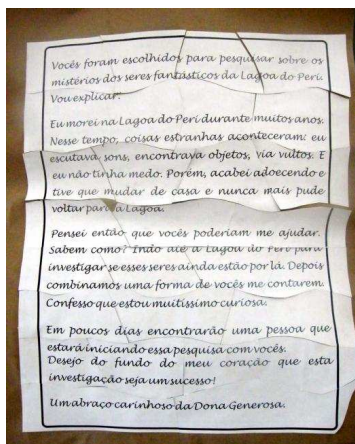 Vocês foram escolhidos para pesquisar sobre os
mistérios dos seres fantásticos da Lagoa do Peri.
Vou explicar:
Eu morei na Lagoa do Peri durante muitos anos.
Nesse tempo, coisas estranhas aconteceram: eu
escutava sons, encontrava objetos, via vultos. E
eu não tinha medo. Porém, acabei adoecendo e
tive que mudar de casa e nunca mais pude
voltar para a Lagoa.
Pensei então que vocês poderiam me ajudar.
Sabem como? Indo até a Lagoa do Peri para
investigar se esses seres ainda estão por lá. Depois
combinamos uma forma de vocês me contarem.
Confesso que estou muitíssimo curiosa.
Em poucos dias encontrarão uma pessoa que
estará iniciando essa pesquisa com vocês.
Desejo do fundo do meu coração que esta
investigação seja um sucesso!
Um abraço carinhoso da Dona Generosa.